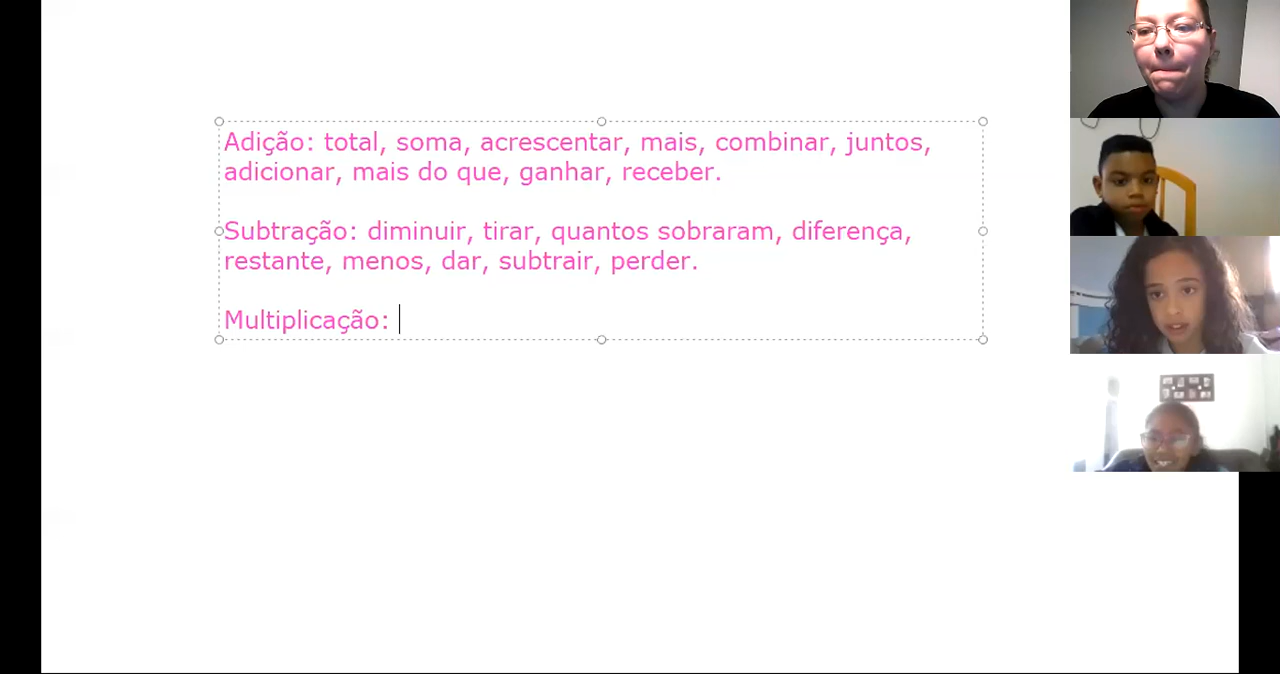 Adição: total, soma, acrescentar, mais, combinar, juntos,
adicionar, mais do que, ganhar, receber.
Subtração: diminuir, tirar, quantos sobraram, diferença,
restante, menos, dar, subtrair, perder.
Multiplicação: